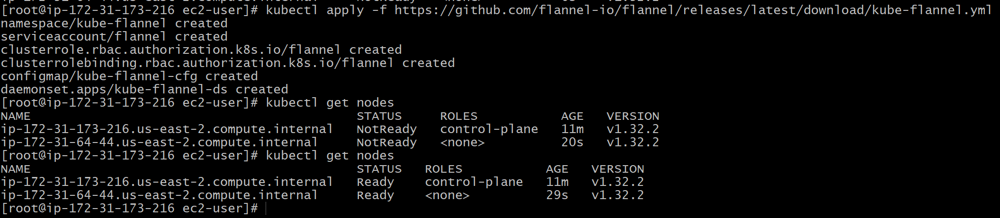 [root@ip-172-31-173-216 ec2-user]# kubectl apply -f https://github.com/flannel-io/flannel/releases/latest/download/kube-flannel.yml
namespace/kube-flannel created
serviceaccount/flannel created
clusterrole.rbac.authorization.k8s.io/flannel created
clusterrolebinding.rbac.authorization.k8s.io/flannel created
configmap/kube-flannel-cfg created
daemonset.apps/kube-flannel-ds created
[root@ip-172-31-173-216 ec2-user]# kubectl get nodes
NAME                                           STATUS     ROLES           AGE   VERSION
ip-172-31-173-216.us-east-2.compute.internal   NotReady   control-plane   11m   v1.32.2
ip-172-31-64-44.us-east-2.compute.internal     NotReady   <none>          20s   v1.32.2
[root@ip-172-31-173-216 ec2-user]# kubectl get nodes
NAME                                           STATUS   ROLES           AGE   VERSION
ip-172-31-173-216.us-east-2.compute.internal   Ready    control-plane   11m   v1.32.2
ip-172-31-64-44.us-east-2.compute.internal     Ready    <none>          29s   v1.32.2
[root@ip-172-31-173-216 ec2-user]#